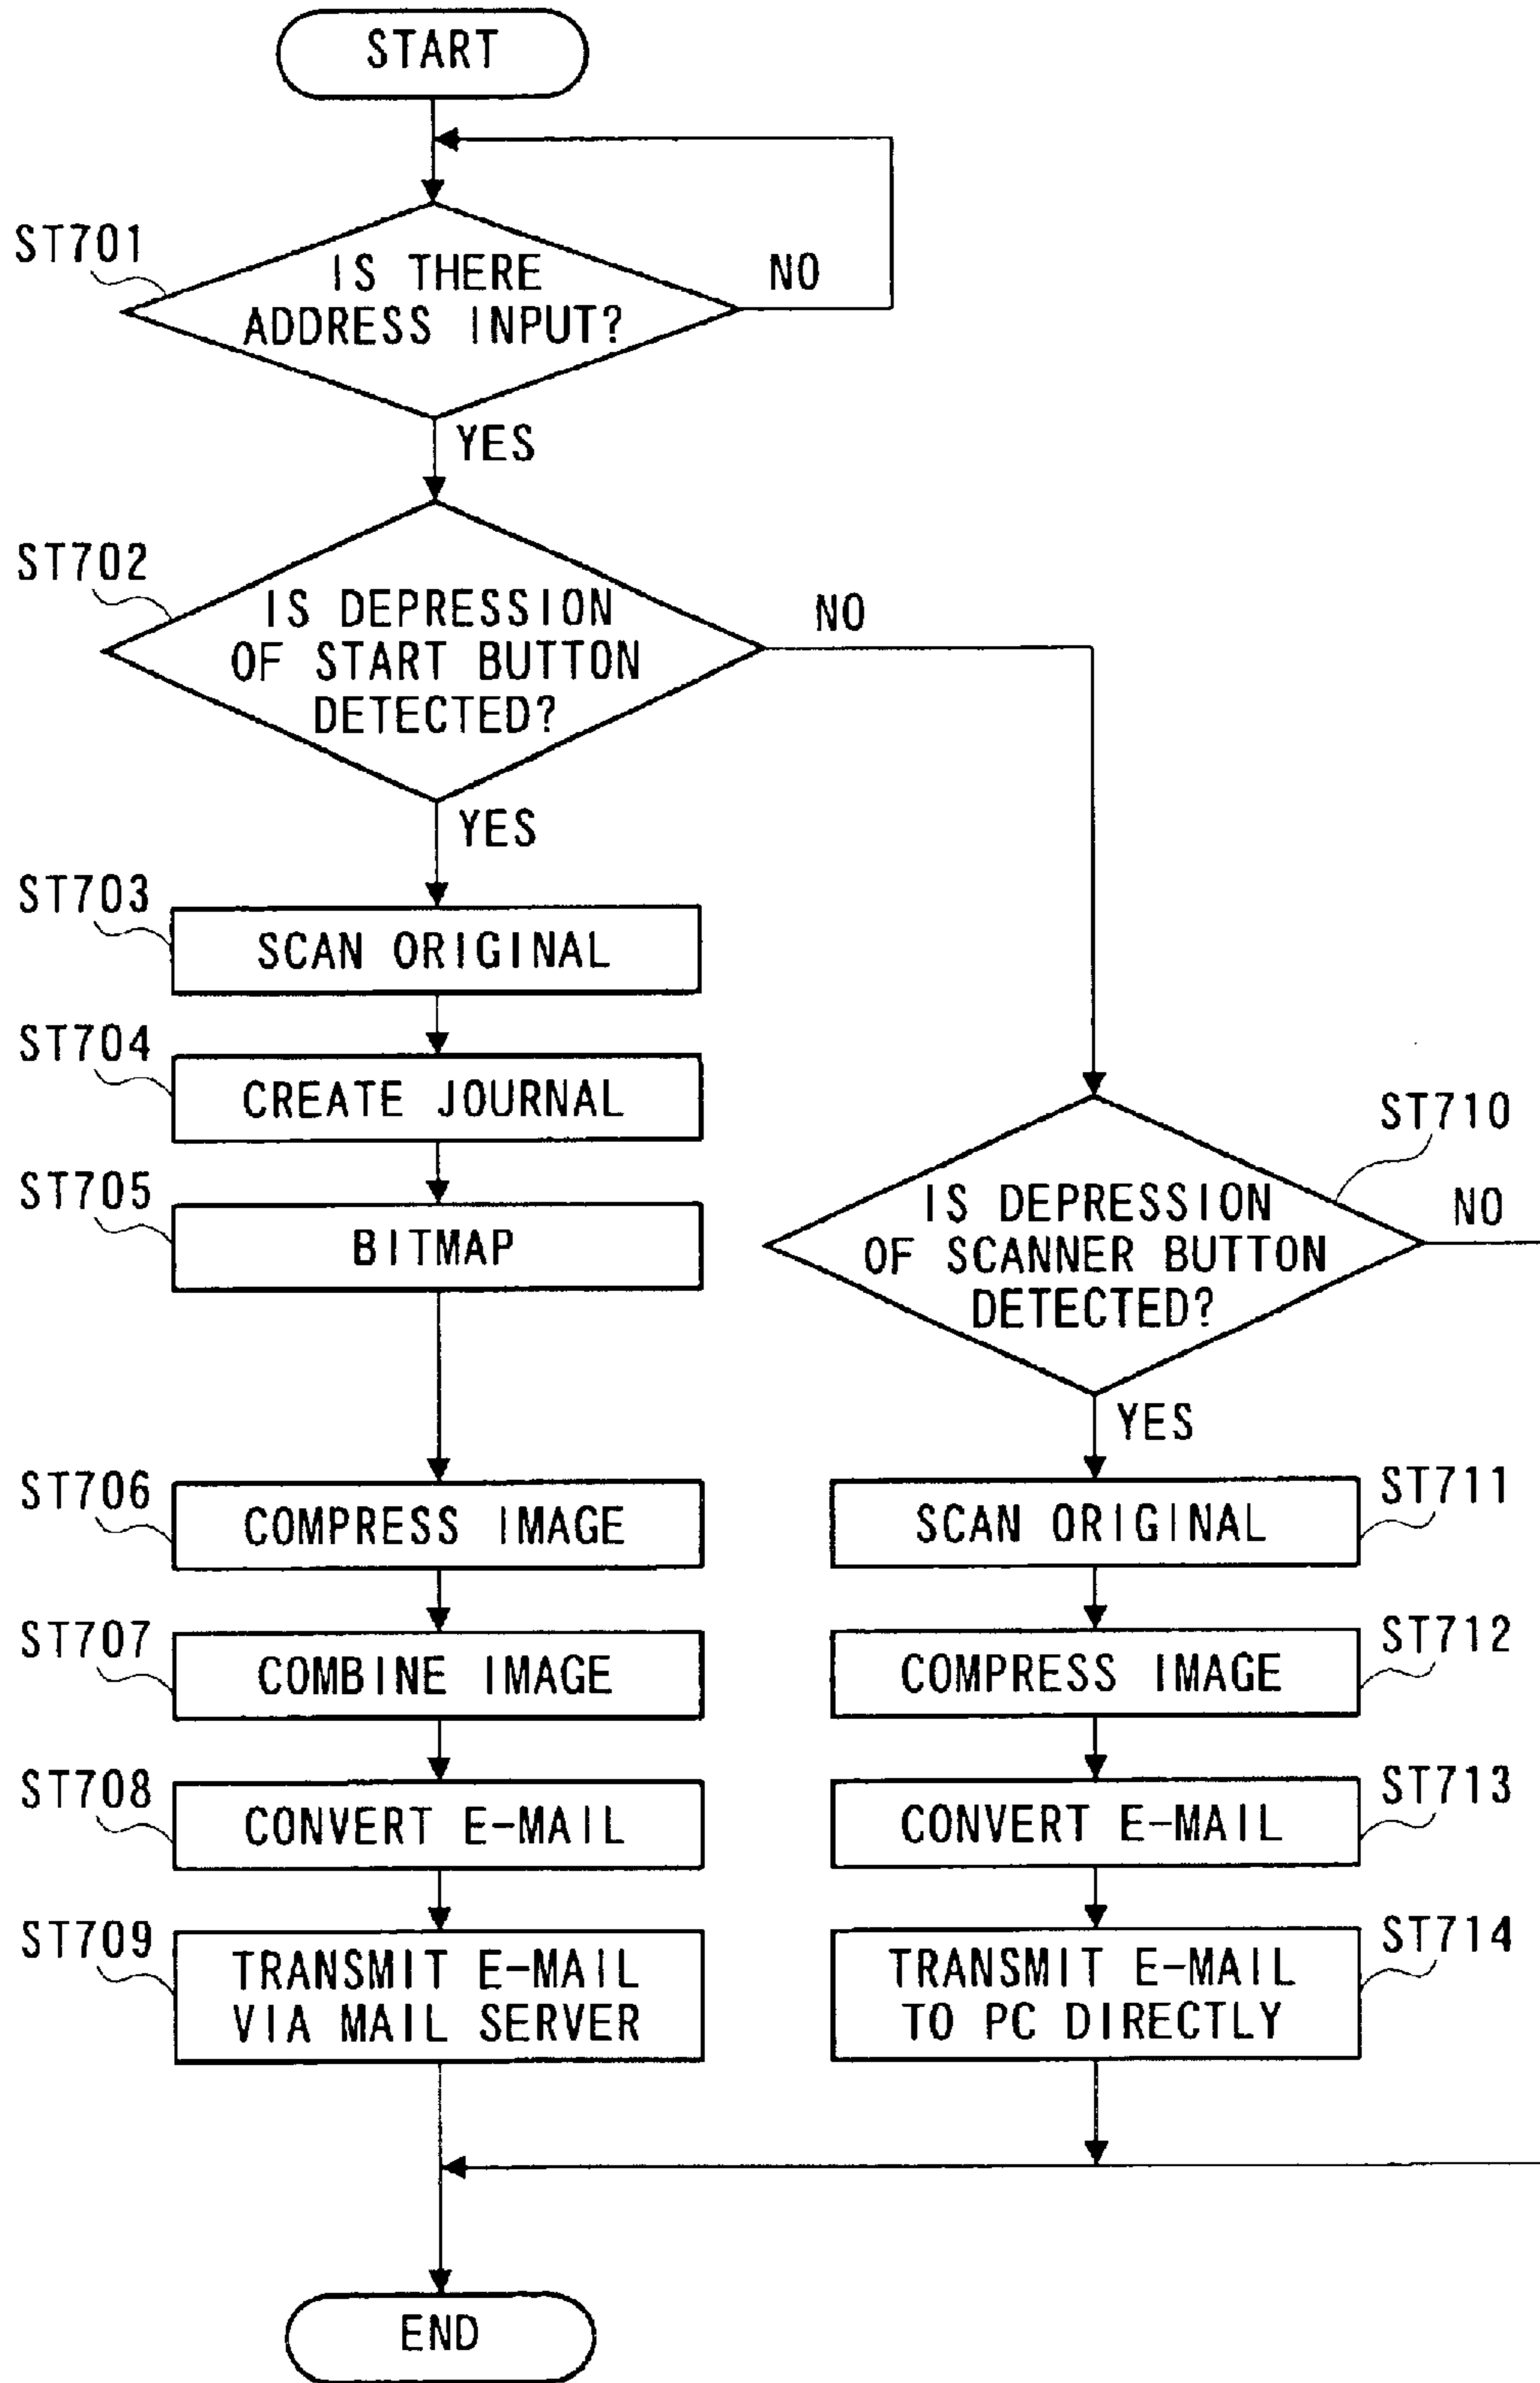 START
ST701
IS THERE
ADDRESS INPUT?
NO
YES
ST702
IS DEPRESSION
OF START BUTTON
DETECTED?
NO
YES
ST703
SCAN ORIGINAL
ST704
CREATE JOURNAL
ST705
BITMAP
ST710
IS DEPRESSION
OF SCANNER BUTTON
DETECTED?
NO
YES
ST706
COMPRESS IMAGE
ST711
SCAN ORIGINAL
ST707
COMBINE IMAGE
ST712
COMPRESS IMAGE
ST708
CONVERT E-MAIL
ST713
CONVERT E-MAIL
ST709
TRANSMIT E-MAIL
VIA MAIL SERVER
ST714
TRANSMIT E-MAIL
TO PC DIRECTLY
END